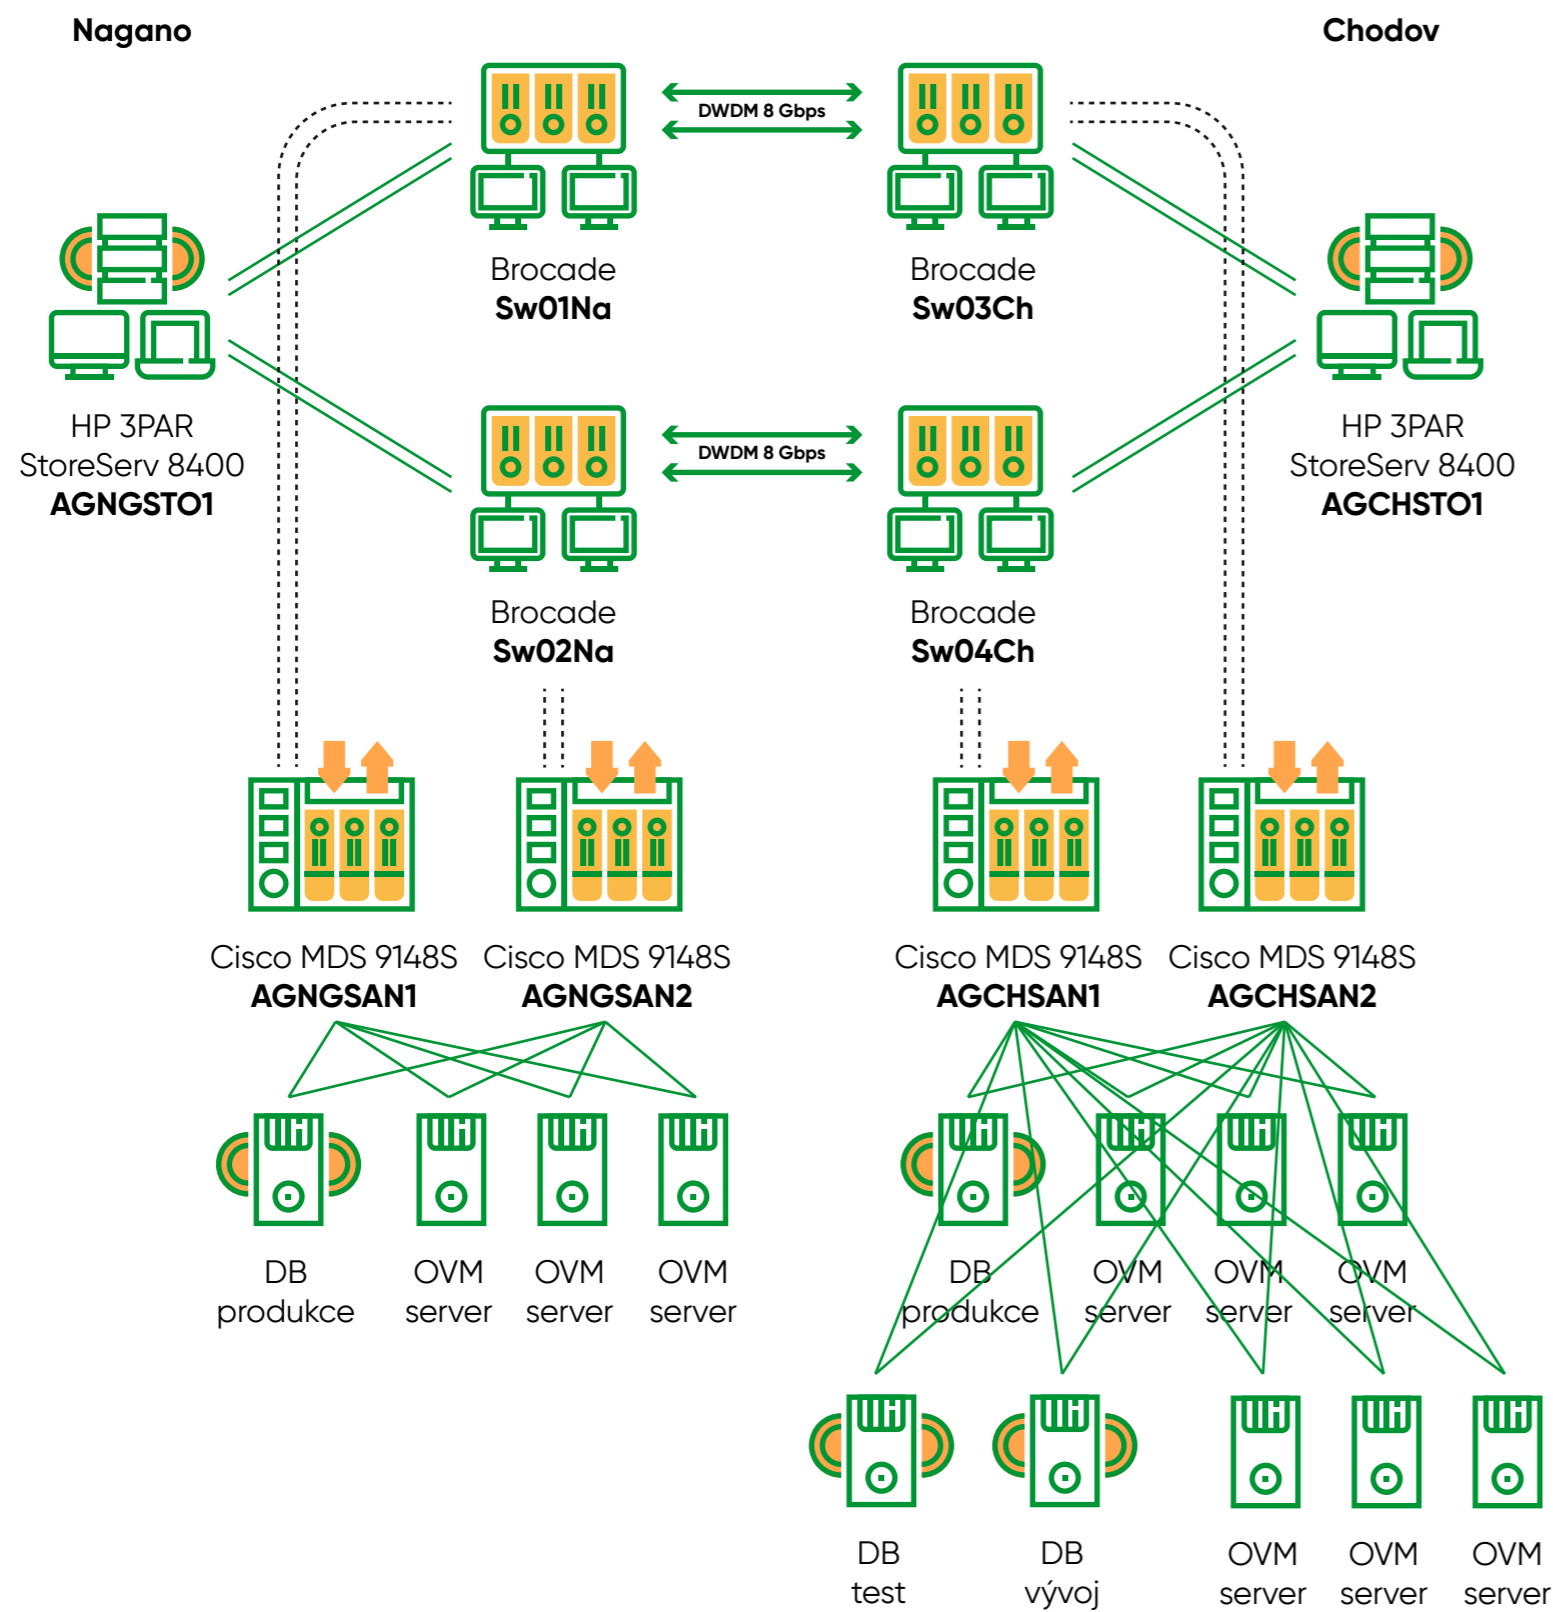 Nagano
Chodov
DWDM 8 Gbps
Brocade
Sw01Na
Brocade
Sw03Ch
HP 3PAR
StoreServ 8400
AGNGSTO1
DWDM 8 Gbps
HP 3PAR
StoreServ 8400
AGCHSTO1
Brocade
Sw02Na
Brocade
Sw04Ch
Cisco MDS 9148S
AGNGSAN1
Cisco MDS 9148S
AGNGSAN2
Cisco MDS 9148S
AGCHSAN1
Cisco MDS 9148S
AGCHSAN2
DB
produkce
OVM
server
OVM
server
OVM
server
DB
produkce
OVM
server
OVM
server
OVM
server
DB
test
DB
vývoj
OVM
server
OVM
server
OVM
server